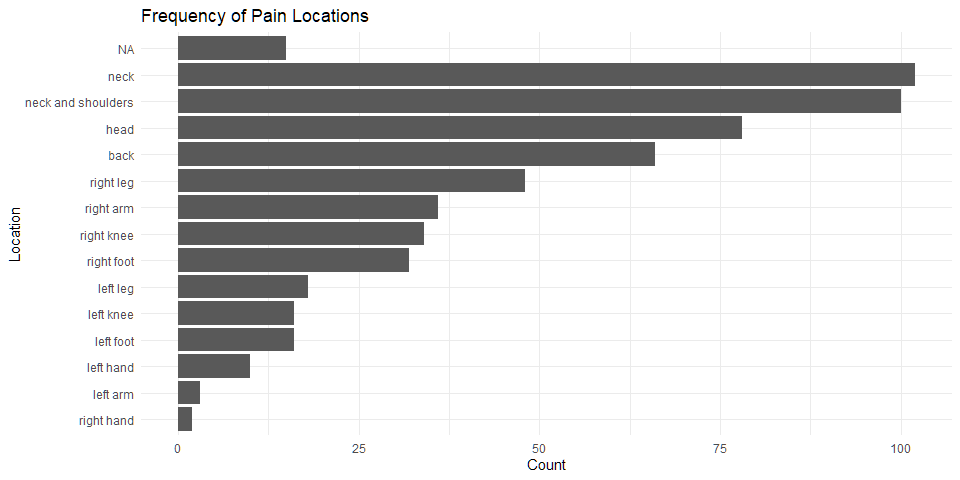 Frequency of Pain Locations
NA
neck
neck and shoulders
head
back
right leg
right arm
right knee
right foot
left leg
left knee
left foot
left hand
left arm
right hand
Location
0 25 50 75 100
Count